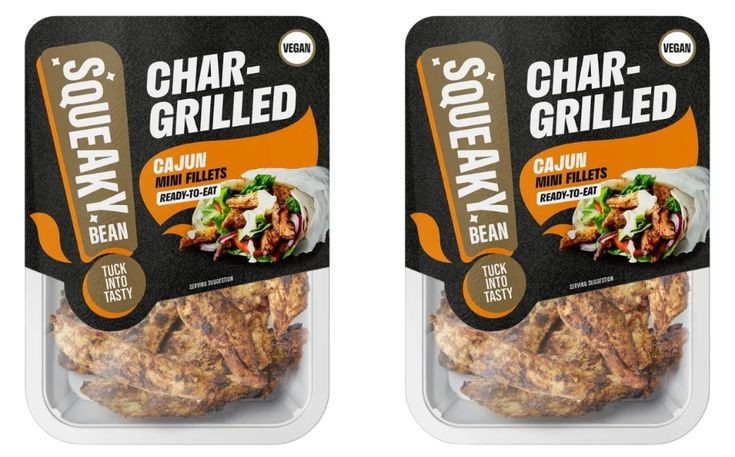 VEGAN
SQUEAKY
BEAN
CHAR-
GRILLED
CAJUN
MINI FILLETS
READY-TO-EAT
SERVING SUGGESTION
TUCK
INTO
TASTY
VEGAN
SQUEAKY
BEAN
CHAR-
GRILLED
CAJUN
MINI FILLETS
READY-TO-EAT
SERVING SUGGESTION
TUCK
INTO
TASTY